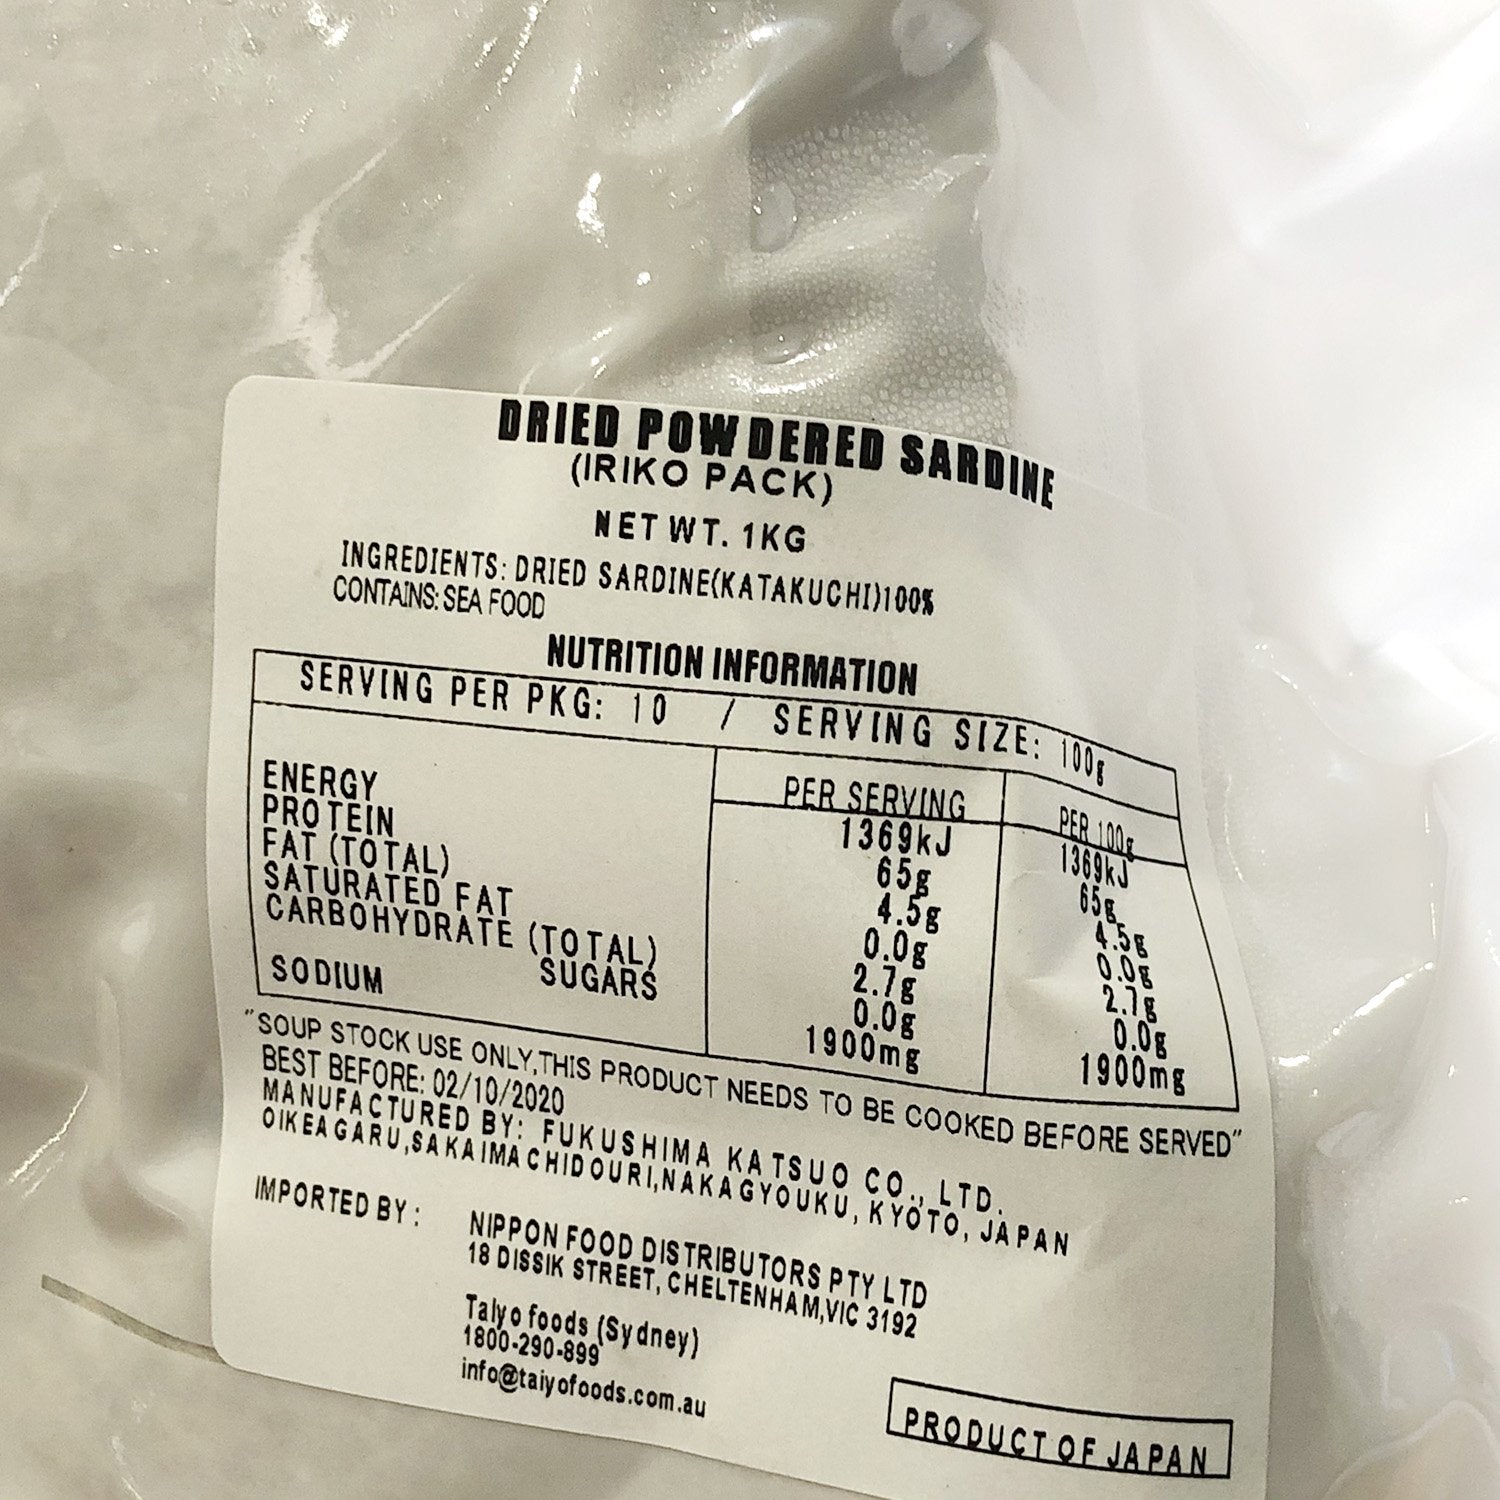 DRIED POWDERED SARDINE
(IRIKO PACK)
NET WT. 1KG
INGREDIENTS: DRIED SARDINE(KATAKUCHI)100%
CONTAINS: SEA FOOD
NUTRITION INFORMATION
SERVING PER PKG: 10 / SERVING SIZE: 100g
PER SERVING PER 100g
ENERGY 1369kJ 1369kJ
PROTEIN 65g 65g
FAT (TOTAL) 4.5g 4.5g
SATURATED FAT 0.0g 0.0g
CARBOHYDRATE (TOTAL) 2.7g 2.7g
SUGARS 0.0g 0.0g
SODIUM 1900mg 1900mg
"SOUP STOCK USE ONLY,THIS PRODUCT NEEDS TO BE COOKED BEFORE SERVED"
BEST BEFORE: 02/10/2020
MANUFACTURED BY: FUKUSHIMA KATSUO CO., LTD.
OIKEAGARU,SAKAIMACHIDOURI,NAKAGYOUKU, KYOTO, JAPAN
IMPORTED BY: NIPPON FOOD DISTRIBUTORS PTY LTD
18 DISSIK STREET, CHELTENHAM,VIC 3192
Taiyo foods (Sydney)
1800-290-899
info@taiyofoods.com.au
PRODUCT OF JAPAN